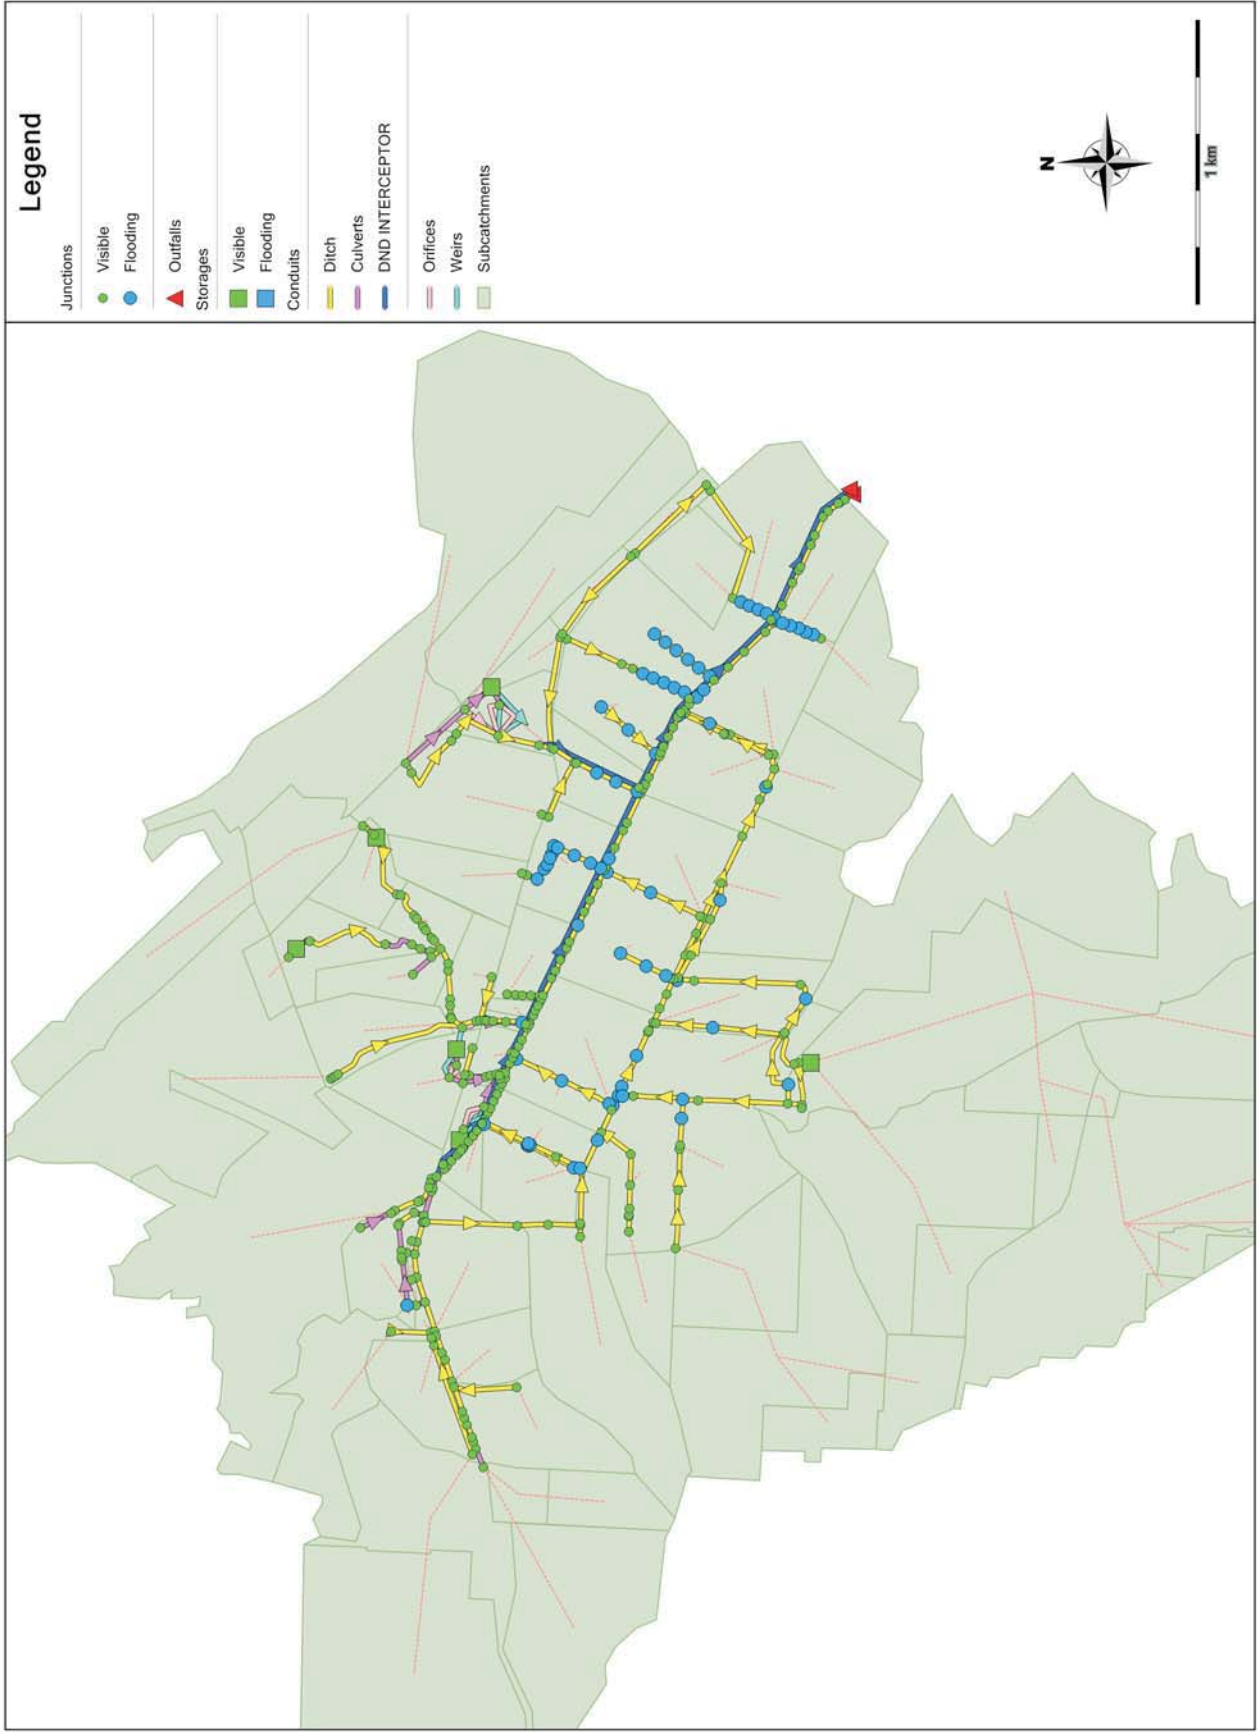 Legend
Junctions
Visible
Flooding
Outfalls
Storages
Visible
Flooding
Conduits
Ditch
Culverts
DND INTERCEPTOR
Orifices
Weirs
Subcatchments
N
1 km